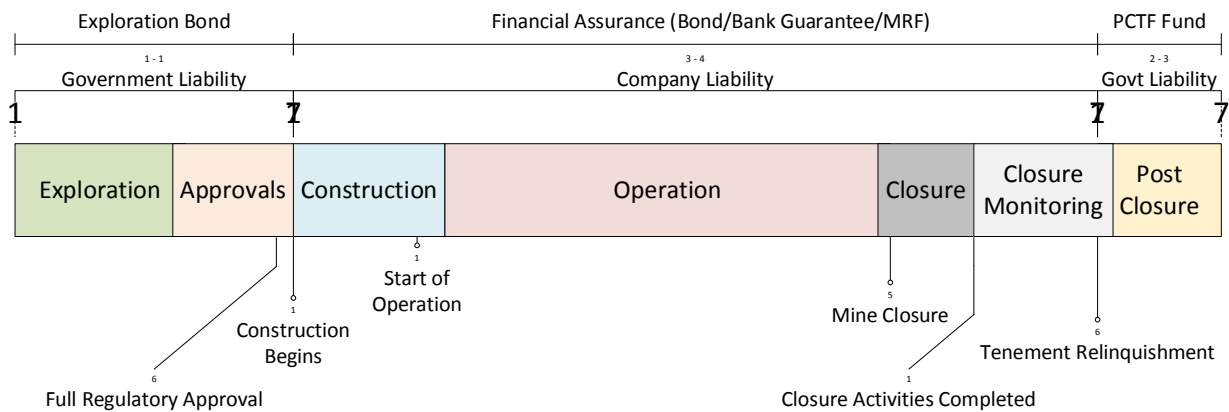 Exploration Bond
Financial Assurance (Bond/Bank Guarantee/MRF)
PCTF Fund
1 - 1
3 - 4
2 - 3
Government Liability
Company Liability
Govt Liability
1
7
Exploration
Approvals
Construction
Operation
Closure
Closure
Monitoring
Post
Closure
1
Start of
Operation
5
Mine Closure
1
Construction
Begins
6
Tenement Relinquishment
6
Full Regulatory Approval
1
Closure Activities Completed